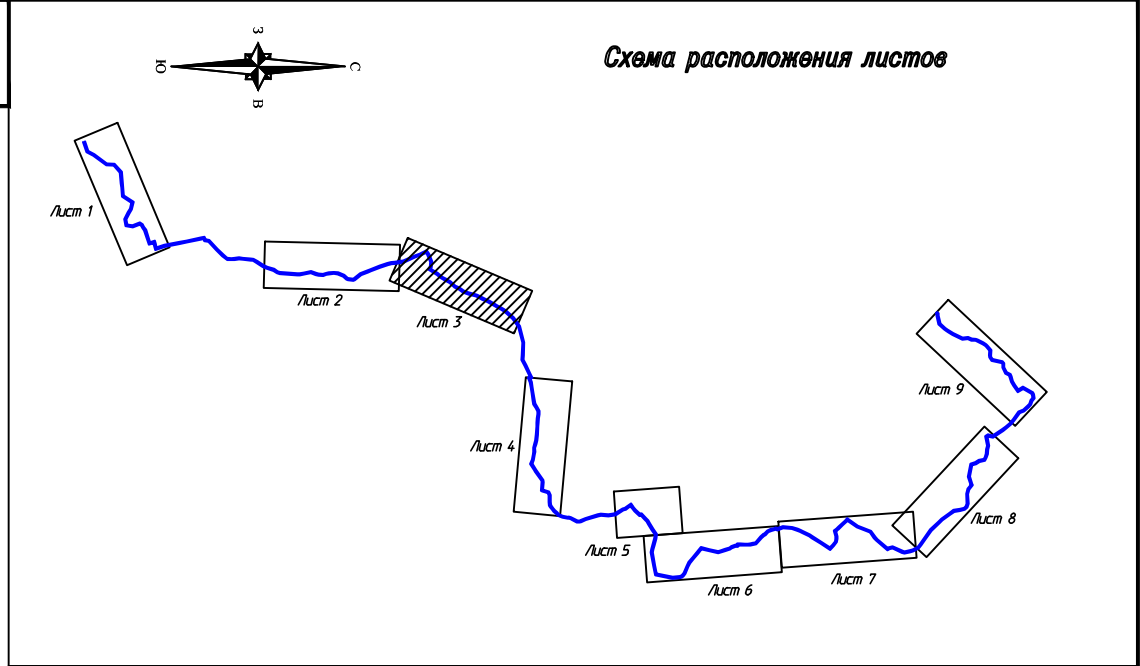 З
Ю
С
В
Схема расположения листов
Лист 1
Лист 2
Лист 3
Лист 4
Лист 5
Лист 6
Лист 7
Лист 8
Лист 9